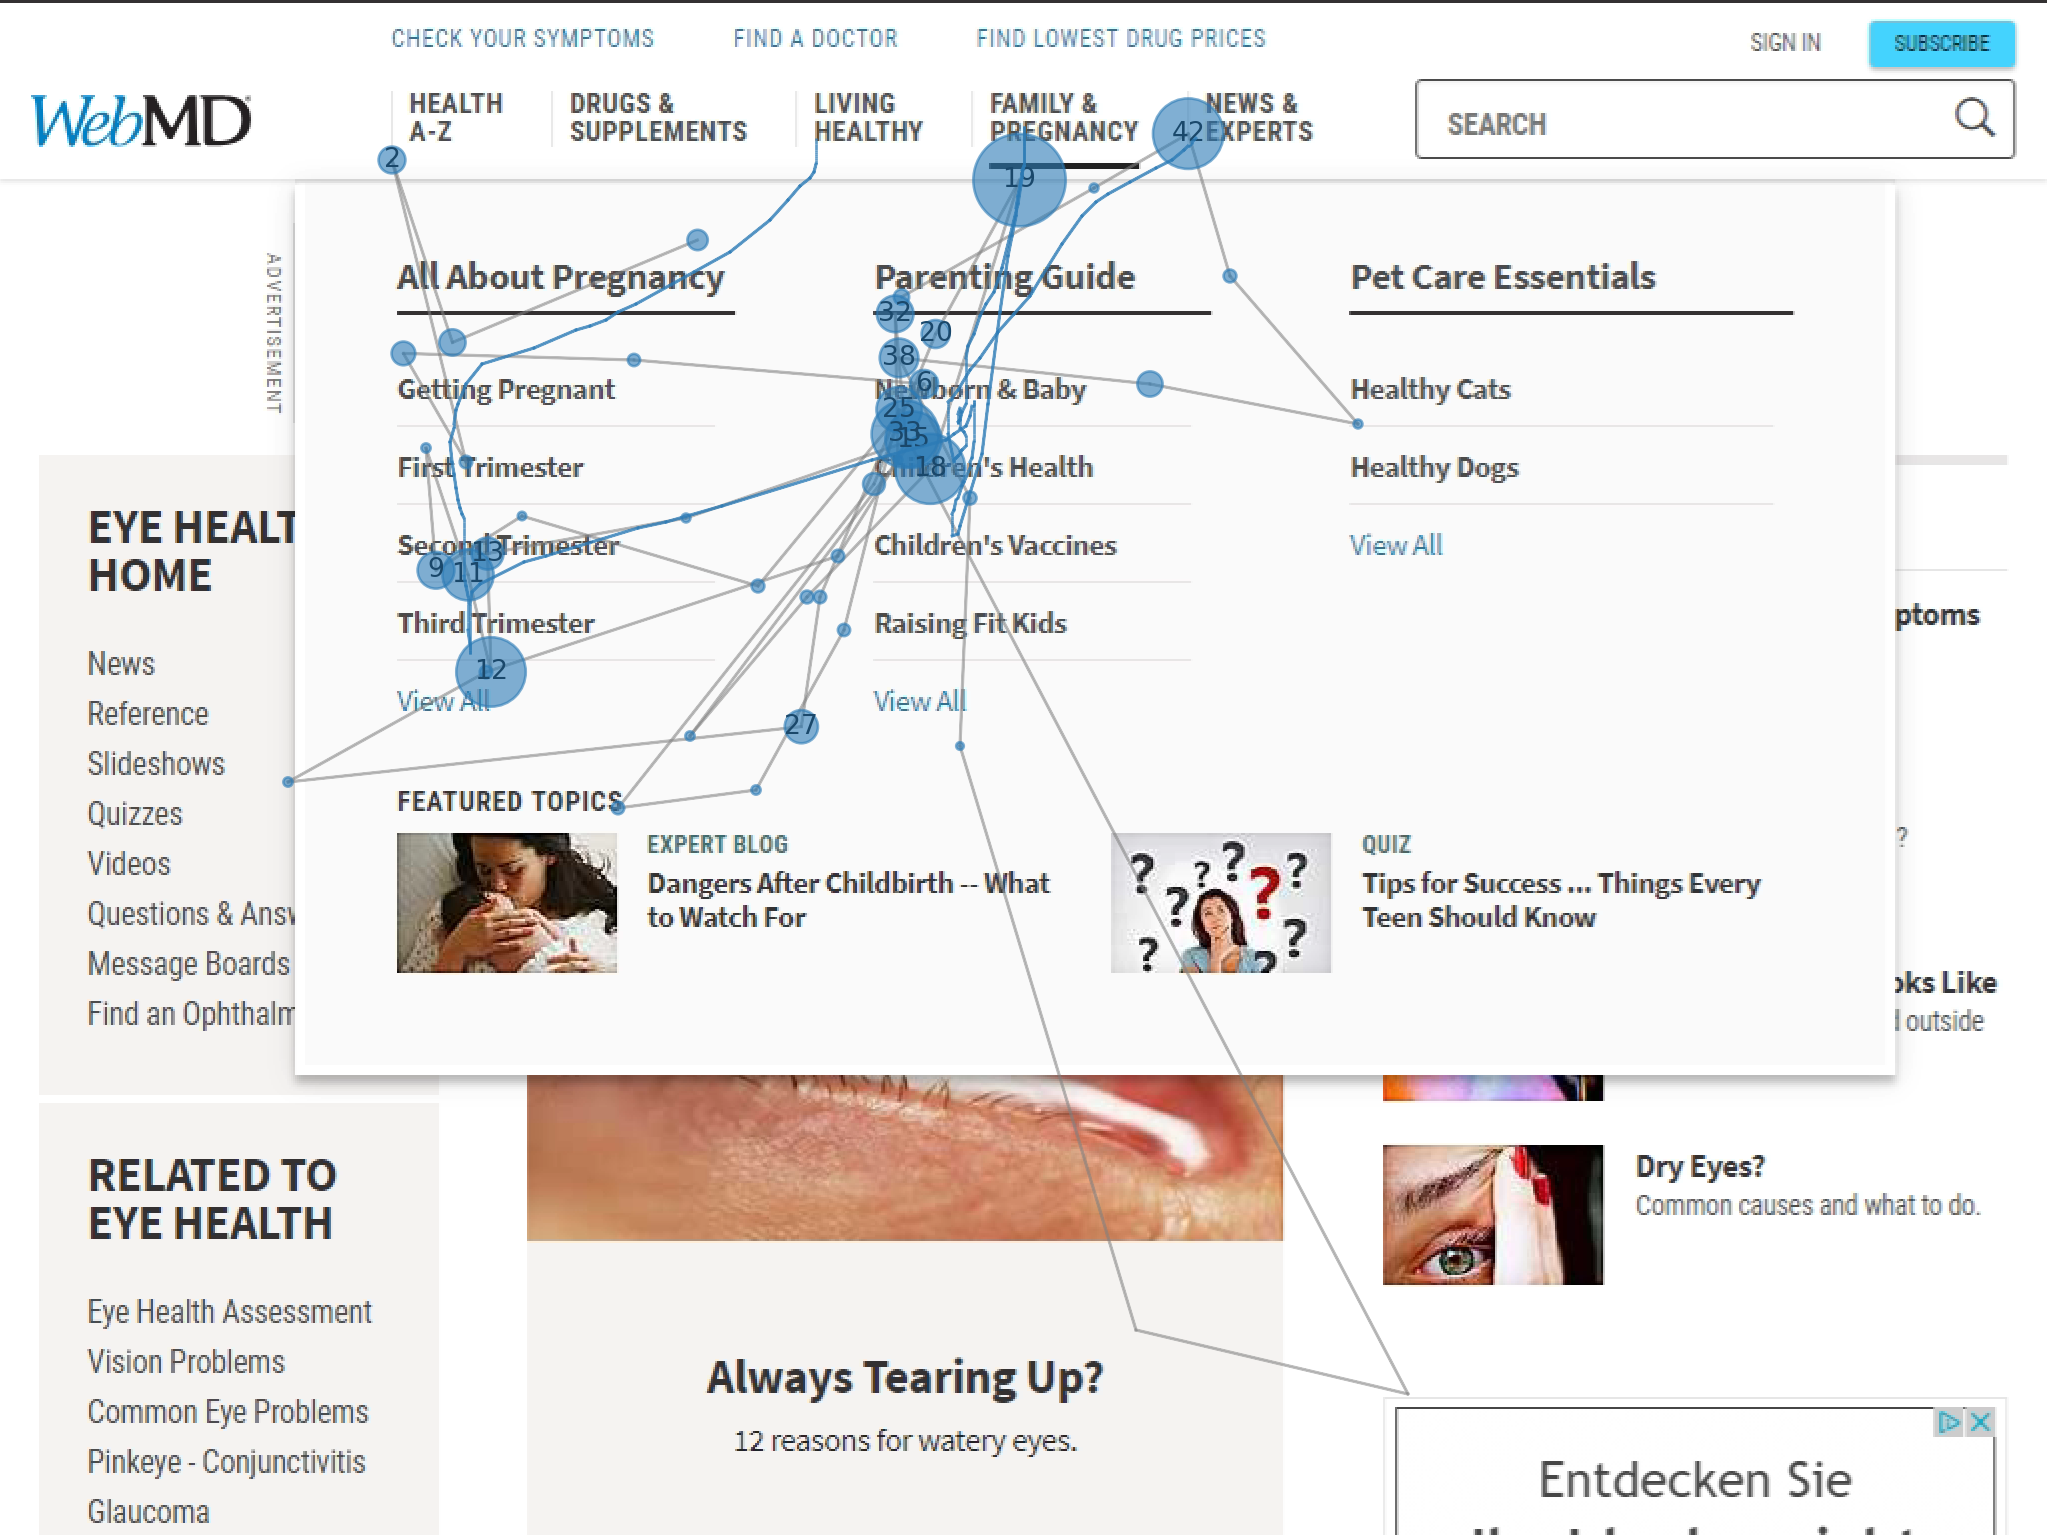 CHECK YOUR SYMPTOMS
FIND A DOCTOR
FIND LOWEST DRUG PRICES
SIGN IN
SUBSCRIBE
WebMD
HEALTH
A-Z
DRUGS &
SUPPLEMENTS
LIVING
HEALTHY
FAMILY &
PREGNANCY
NEWS &
EXPERTS
SEARCH
2
42
19
ADVERTISEMENT
All About Pregnancy
Getting Pregnant
First Trimester
Second Trimester
Third Trimester
View All
9
11
13
12
Parenting Guide
Newborn & Baby
Children's Health
Children's Vaccines
Raising Fit Kids
View All
32
20
38
6
25
33
15
18
27
Pet Care Essentials
Healthy Cats
Healthy Dogs
View All
FEATURED TOPICS
EXPERT BLOG
Dangers After Childbirth -- What
to Watch For
QUIZ
Tips for Success ... Things Every
Teen Should Know
EYE HEALT
HOME
News
Reference
Slideshows
Quizzes
Videos
Questions &
Message Boards
Find an
RELATED TO
EYE HEALTH
Eye Health Assessment
Vision Problems
Common Eye Problems
Pinkeye - Conjunctivitis
Glaucoma
Always Tearing Up?
12 reasons for watery eyes.
ptoms
?
oks Like
outside
Dry Eyes?
Common causes and what to do.
Entdecken Sie